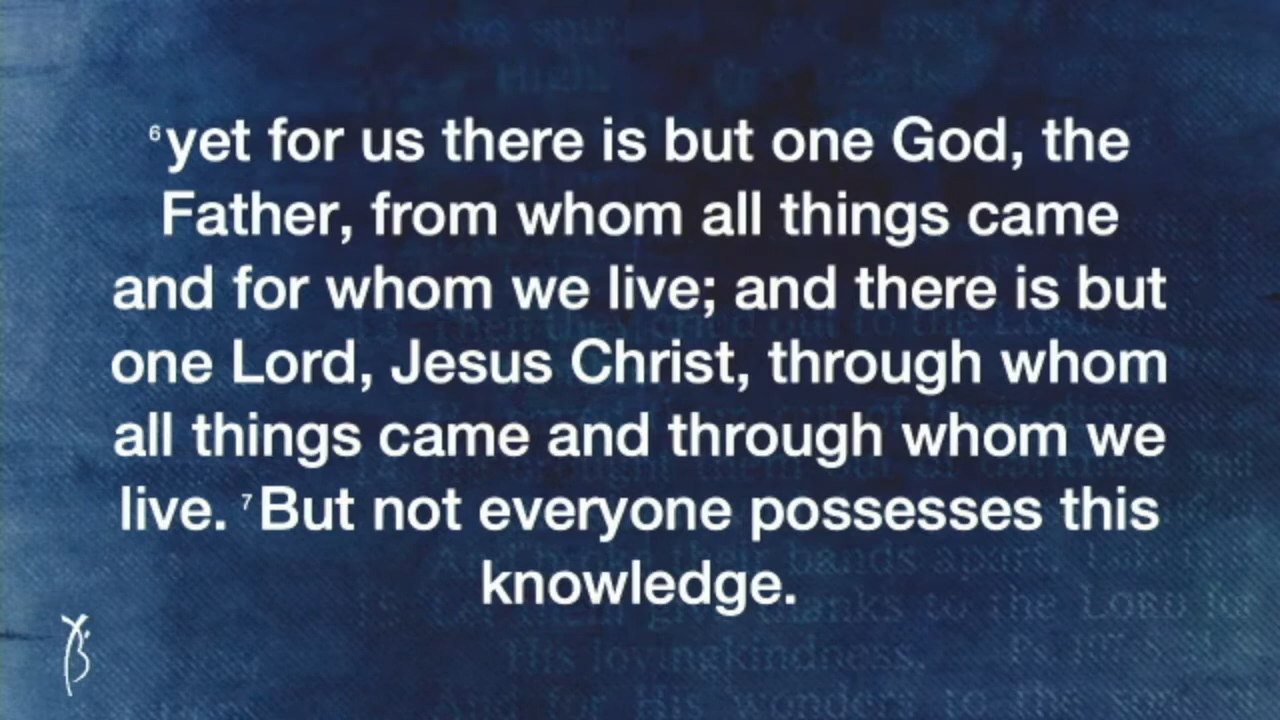 ⁶yet for us there is but one God, the
Father, from whom all things came
and for whom we live; and there is but
one Lord, Jesus Christ, through whom
all things came and through whom we
live. ⁷But not everyone possesses this
knowledge.